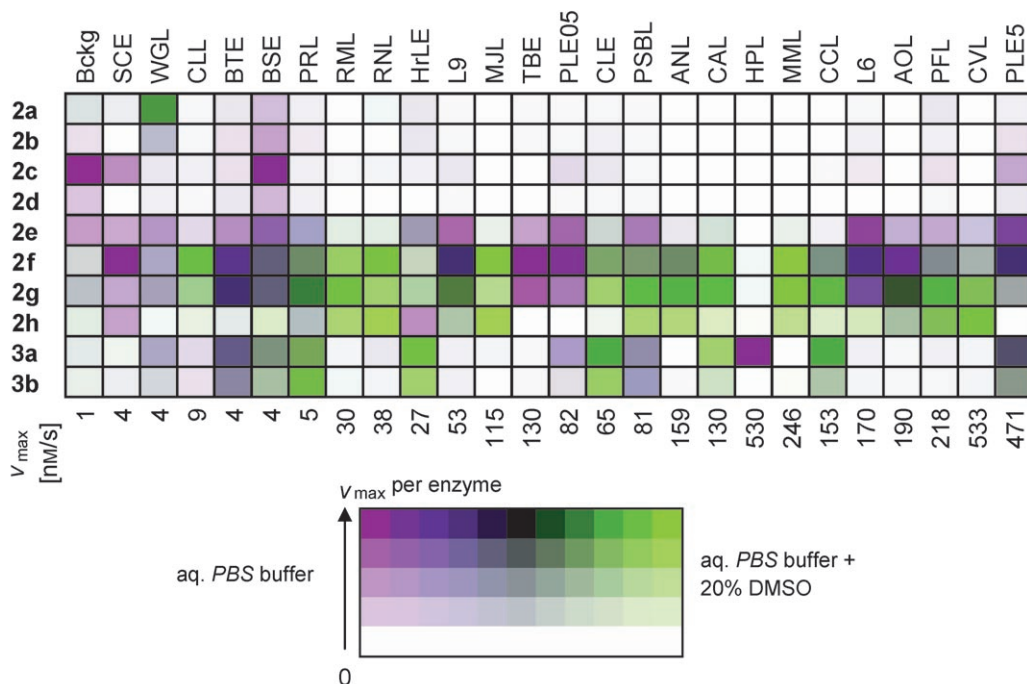 Bckg SCE WGL CLL BTE BSE PRL RML RNL HrLE L9 MJL TBE PLE05 CLE PSBL ANL CAL HPL MML CCL L6 AOL PFL CVL PLE5
2a
2b
2c
2d
2e
2f
2g
2h
3a
3b
vmax [nM/s] 1 4 4 9 4 4 5 30 38 27 53 115 130 82 65 81 159 130 530 246 153 170 190 218 533 471
vmax per enzyme
aq. PBS buffer
aq. PBS buffer +
20% DMSO
0